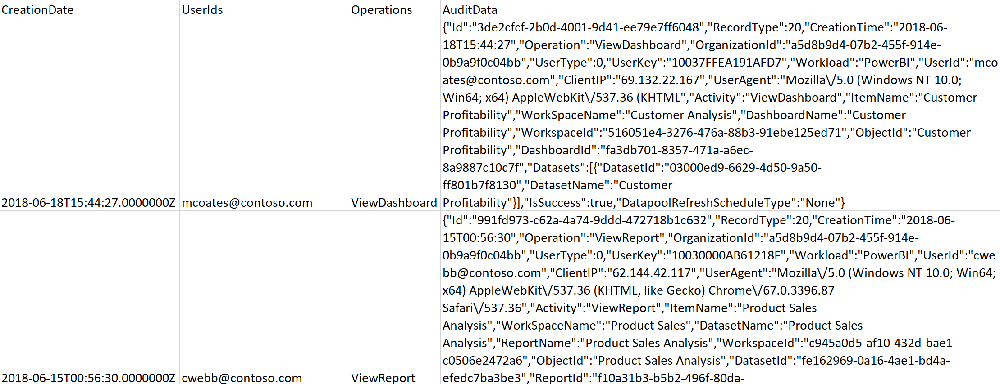 CreationDate UserIds Operations AuditData
{"Id":"3de2cfcf-2b0d-4001-9d41-ee79e7ff6048","RecordType":20,"CreationTime":"2018-06-
18T15:44:27","Operation":"ViewDashboard","OrganizationId":"a5d8b9d4-07b2-455f-914e-
0b9a9f0c04bb","UserType":0,"UserKey":"10037FFEA191AFD7","Workload":"PowerBI","UserId":"mco
ates@contoso.com","ClientIP":"69.132.22.167","UserAgent":"Mozilla\/5.0 (Windows NT 10.0;
Win64; x64) AppleWebKit\/537.36 (KHTML","Activity":"ViewDashboard","ItemName":"Customer
Profitability","WorkSpaceName":"Customer Analysis","DashboardName":"Customer
Profitability","WorkspaceId":"516051e4-3276-476a-88b3-91ebe125ed71","ObjectId":"Customer
Profitability","DashboardId":"fa3db701-8357-471a-a6ec-
8a9887c10c7f","Datasets":[{"DatasetId":"03000ed9-6629-4d50-9a50-
ff801b7f8130","DatasetName":"Customer
2018-06-18T15:44:27.0000000Z mcoates@contoso.com ViewDashboard Profitability"}],"IsSuccess":true,"DatapoolRefreshScheduleType":"None"}
{"Id":"991fd973-c62a-4a74-9ddd-472718b1c632","RecordType":20,"CreationTime":"2018-06-
15T00:56:30","Operation":"ViewReport","OrganizationId":"a5d8b9d4-07b2-455f-914e-
0b9a9f0c04bb","UserType":0,"UserKey":"10030000AB61218F","Workload":"PowerBI","UserId":"cwe
bb@contoso.com","ClientIP":"62.144.42.117","UserAgent":"Mozilla\/5.0 (Windows NT 10.0; Win64;
x64) AppleWebKit\/537.36 (KHTML, like Gecko) Chrome\/67.0.3396.87
Safari\/537.36","Activity":"ViewReport","ItemName":"Product Sales
Analysis","WorkSpaceName":"Product Sales","DatasetName":"Product Sales
Analysis","ReportName":"Product Sales Analysis","WorkspaceId":"c945a0d5-af10-432d-bae1-
c0506e2472a6","ObjectId":"Product Sales Analysis","DatasetId":"fe162969-0a16-4ae1-bd4a-
2018-06-15T00:56:30.0000000Z cwebb@contoso.com ViewReport efedc7ba3be3","ReportId":"f10a31b3-b5b2-496f-80da-